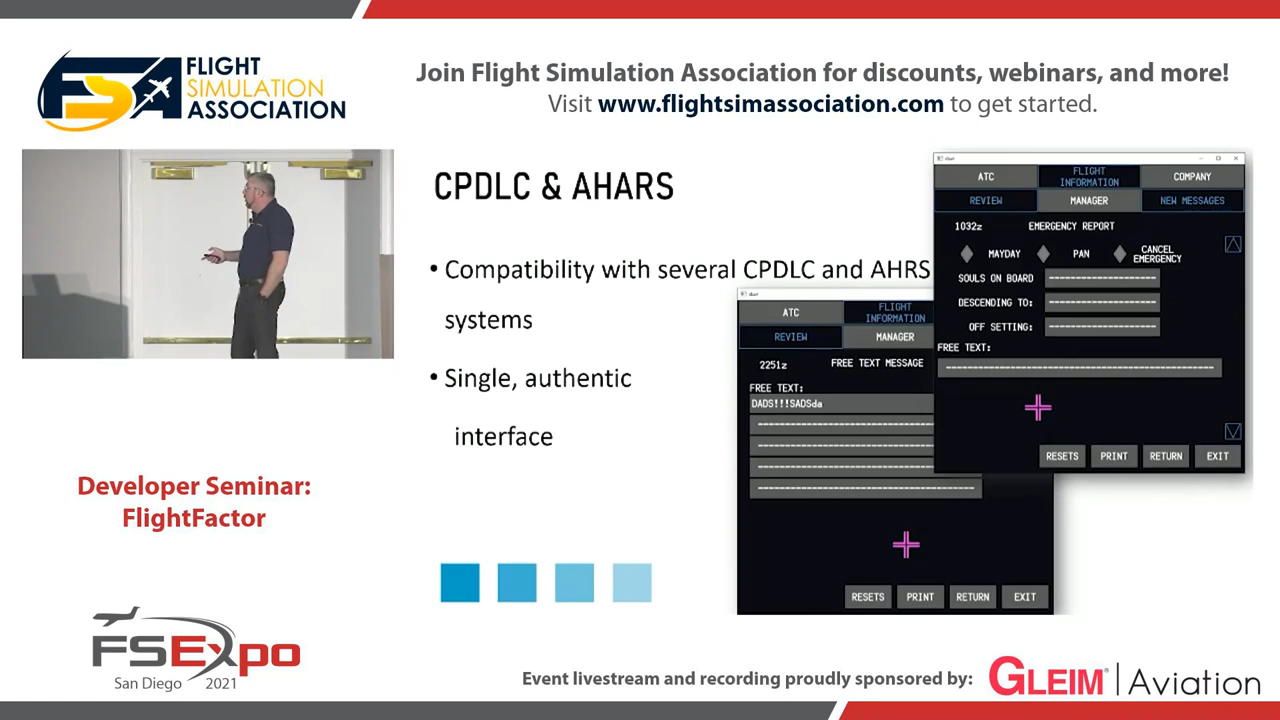 FLIGHT
SIMULATION
ASSOCIATION
Join Flight Simulation Association for discounts, webinars, and more!
Visit www.flightsimassociation.com to get started.
CPDLC & AHARS
• Compatibility with several CPDLC and AHRS
systems
• Single, authentic
interface
start
ATC
FLIGHT
INFORMATION
COMPANY
REVIEW
MANAGER
NEW MESSAGES
1032z EMERGENCY REPORT
MAYDAY PAN CANCEL
EMERGENCY
SOULS ON BOARD
DESCENDING TO:
OFF SETTING:
FREE TEXT:
RESETS PRINT RETURN EXIT
start
ATC
FLIGHT
INFORMATION
REVIEW
MANAGER
2251z FREE TEXT MESSAGE
FREE TEXT:
DADS!!!SADSda
RESETS PRINT RETURN EXIT
Developer Seminar:
FlightFactor
FSExpo
San Diego 2021
Event livestream and recording proudly sponsored by:
GLEIM® | Aviation